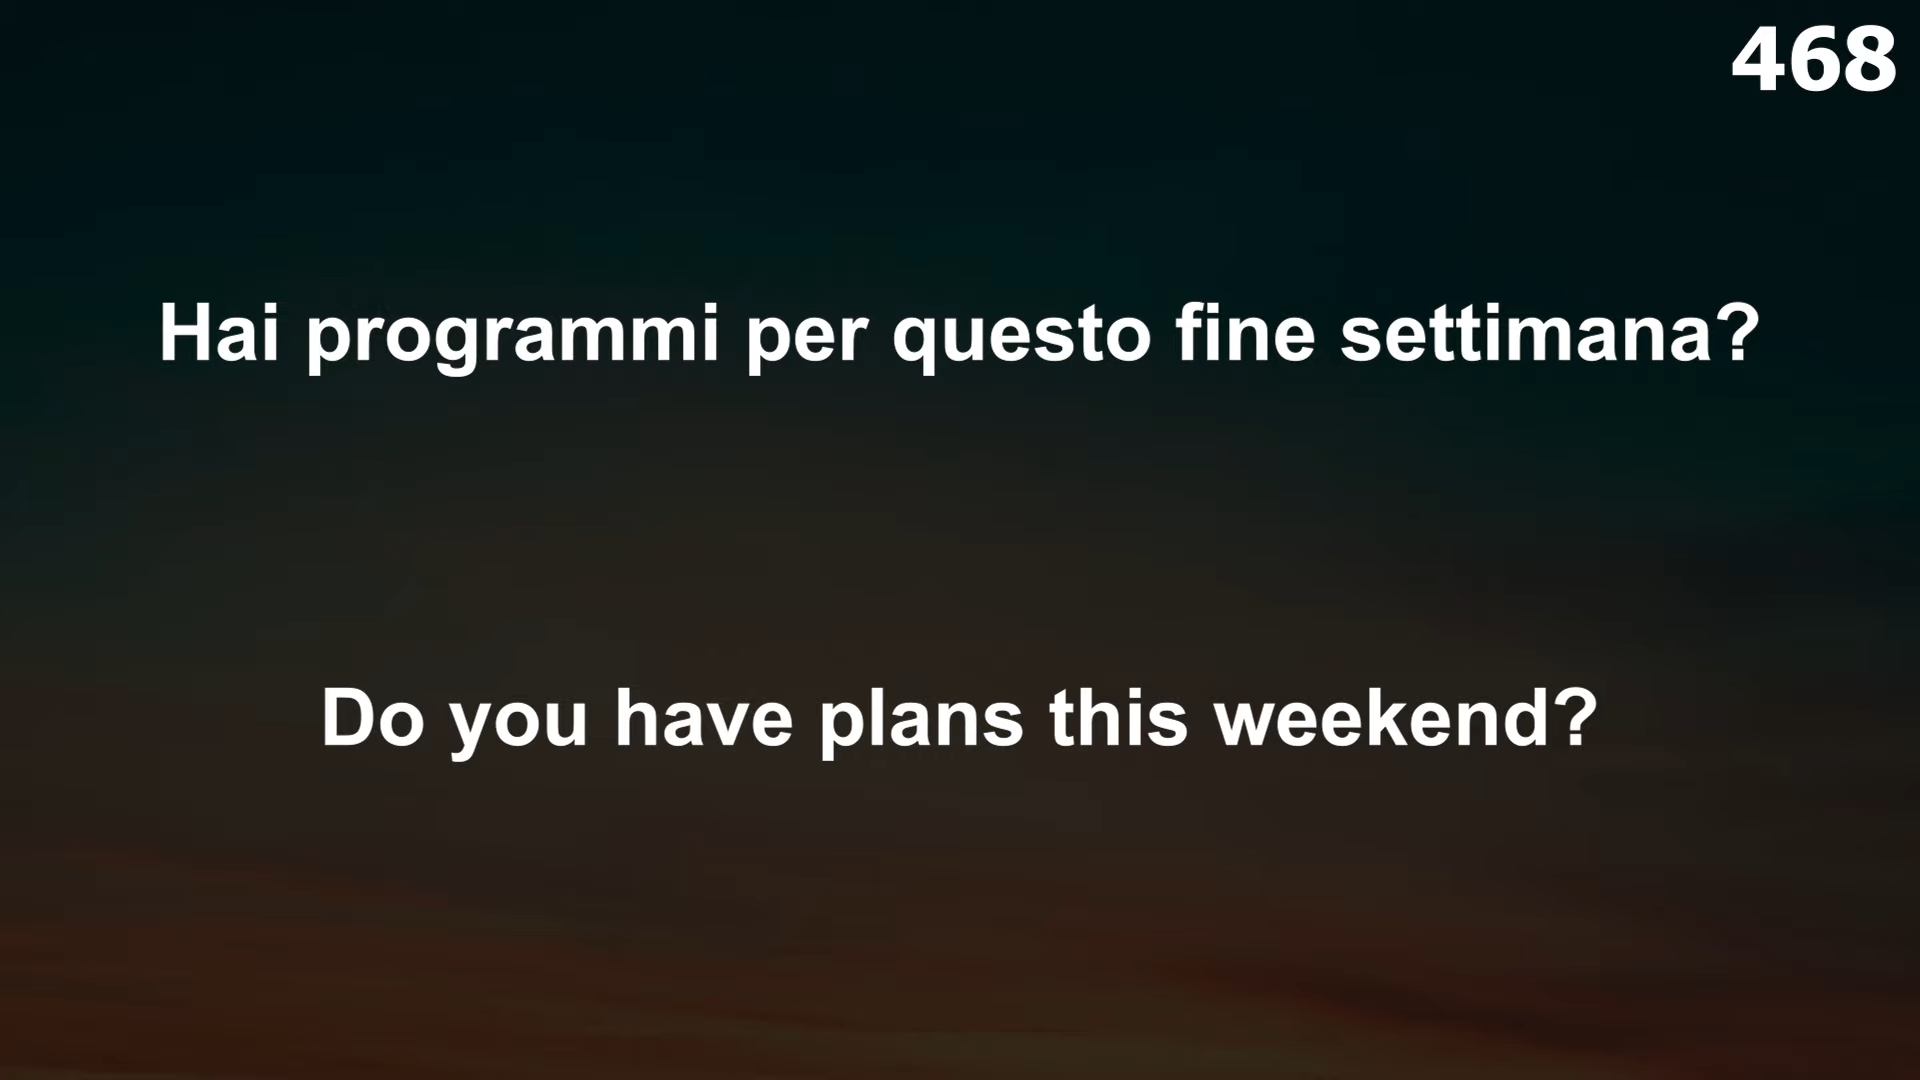 468
Hai programmi per questo fine settimana?
Do you have plans this weekend?